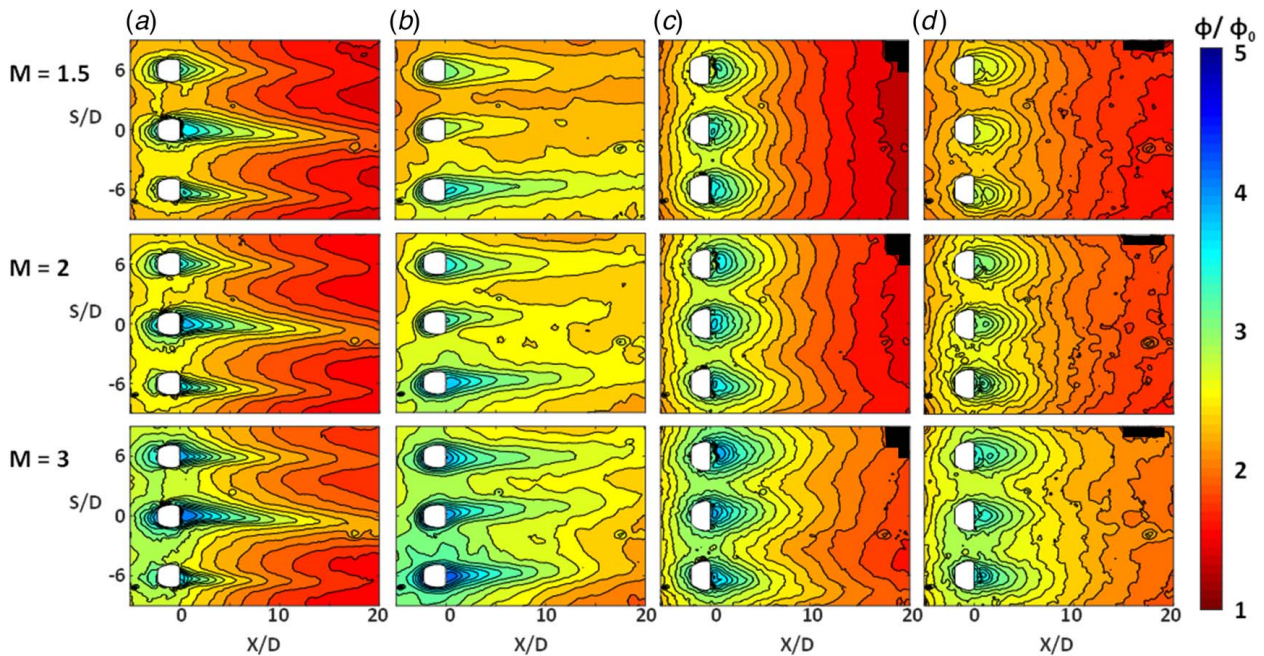 (a) (b) (c) (d) ϕ/ ϕ₀
M = 1.5
S/D
6
0
-6
M = 2
S/D
6
0
-6
M = 3
S/D
6
0
-6
0 10 20 0 10 20 0 10 20 0 10 20
X/D X/D X/D X/D
5
4
3
2
1